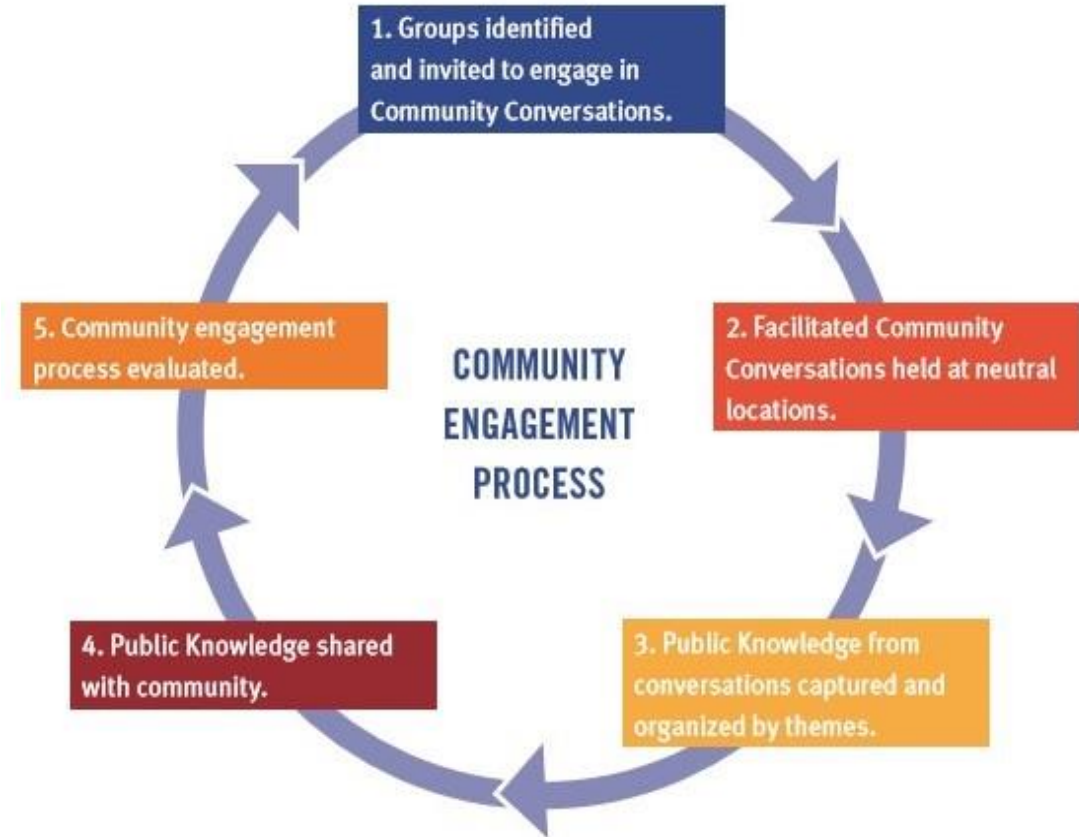 1. Groups identified
and invited to engage in
Community Conversations.
2. Facilitated Community
Conversations held at neutral
locations.
3. Public Knowledge from
conversations captured and
organized by themes.
4. Public Knowledge shared
with community.
5. Community engagement
process evaluated.
COMMUNITY
ENGAGEMENT
PROCESS